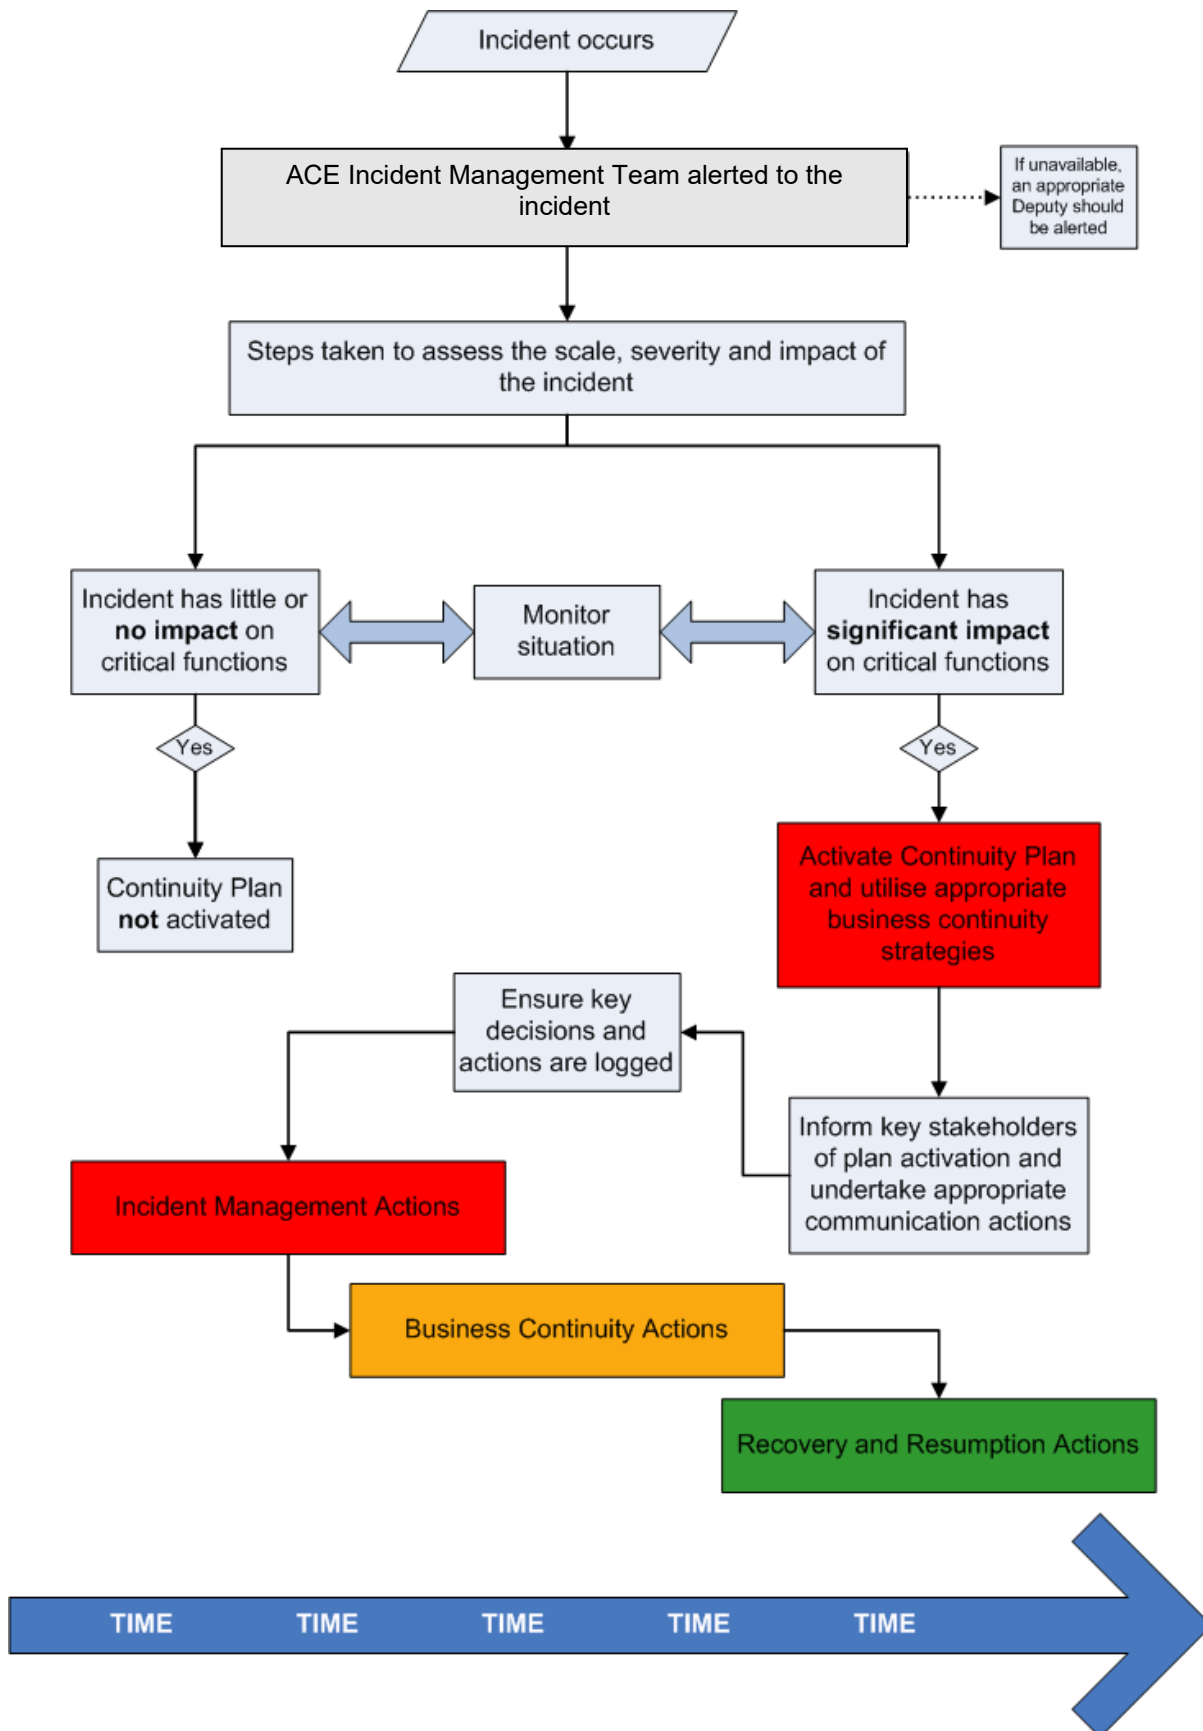 Incident occurs
ACE Incident Management Team alerted to the
incident
If unavailable,
an appropriate
Deputy should
be alerted
Steps taken to assess the scale, severity and impact of
the incident
Incident has little or
no impact on
critical functions
Monitor
situation
Incident has
significant impact
on critical functions
Yes
Yes
Continuity Plan
not activated
Activate Continuity Plan
and utilise appropriate
business continuity
strategies
Ensure key
decisions and
actions are logged
Inform key stakeholders
of plan activation and
undertake appropriate
communication actions
Incident Management Actions
Business Continuity Actions
Recovery and Resumption Actions
TIME TIME TIME TIME TIME